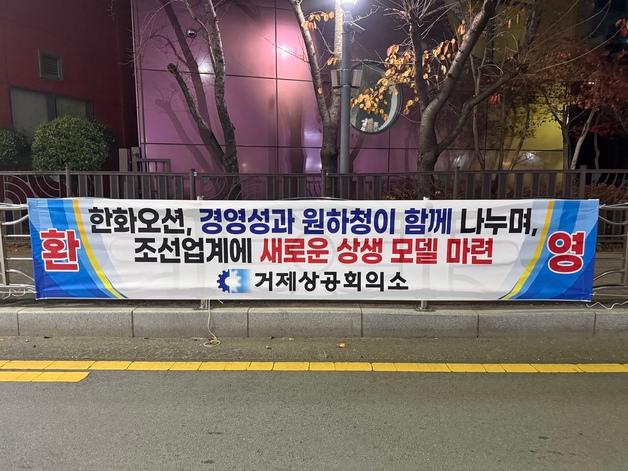 환영
한화오션, 경영성과 원하청이 함께 나누며,
조선업계에 새로운 상생 모델 마련
거제상공회의소